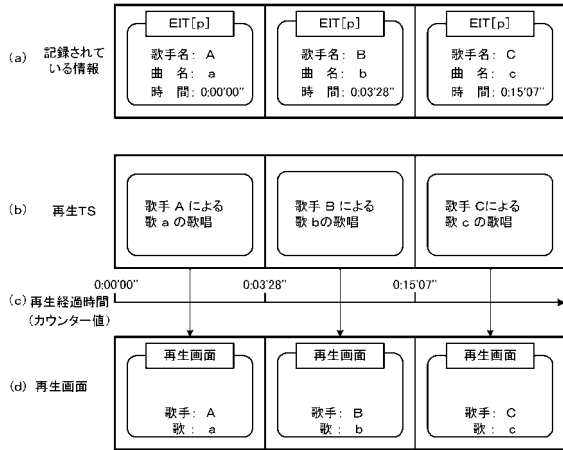 (a) 記録されて
いる情報
EIT[p]
歌手名: A
曲 名: a
時 間: 0:00'00"
EIT[p]
歌手名: B
曲 名: b
時 間: 0:03'28"
EIT[p]
歌手名: C
曲 名: c
時 間: 0:15'07"
(b) 再生TS
歌手 A による
歌 a の歌唱
歌手 B による
歌 bの歌唱
歌手 Cによる
歌 c の歌唱
0:00'00" 0:03'28" 0:15'07"
(c) 再生経過時間
(カウンター値)
(d) 再生画面
再生画面
歌手: A
歌: a
再生画面
歌手: B
歌: b
再生画面
歌手: C
歌: c